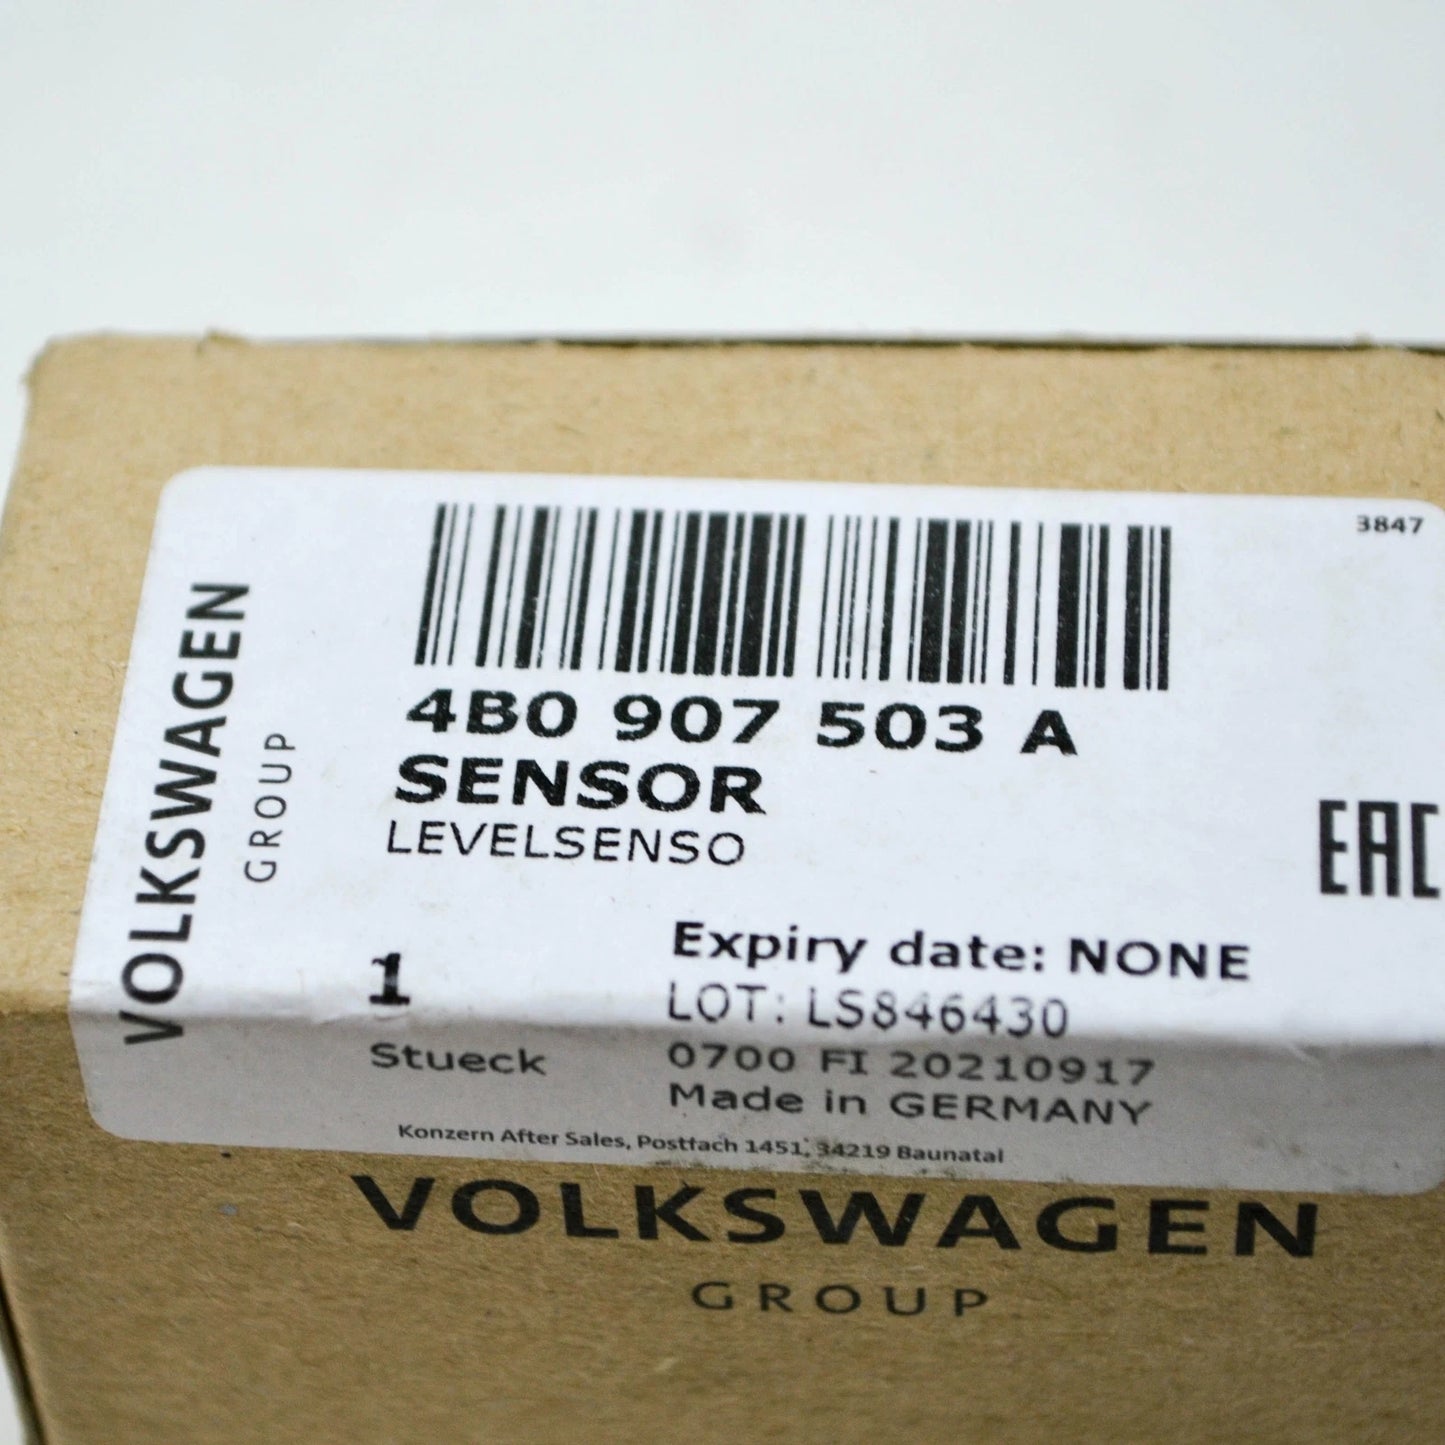 3847
VOLKSWAGEN
GROUP
4B0 907 503 A
SENSOR
LEVELSENSO
EAC
1
Stueck
Expiry date: NONE
LOT: LS846430
0700 FI 20210917
Made in GERMANY
Konzern After Sales, Postfach 1451, 34219 Baunatal
VOLKSWAGEN
GROUP